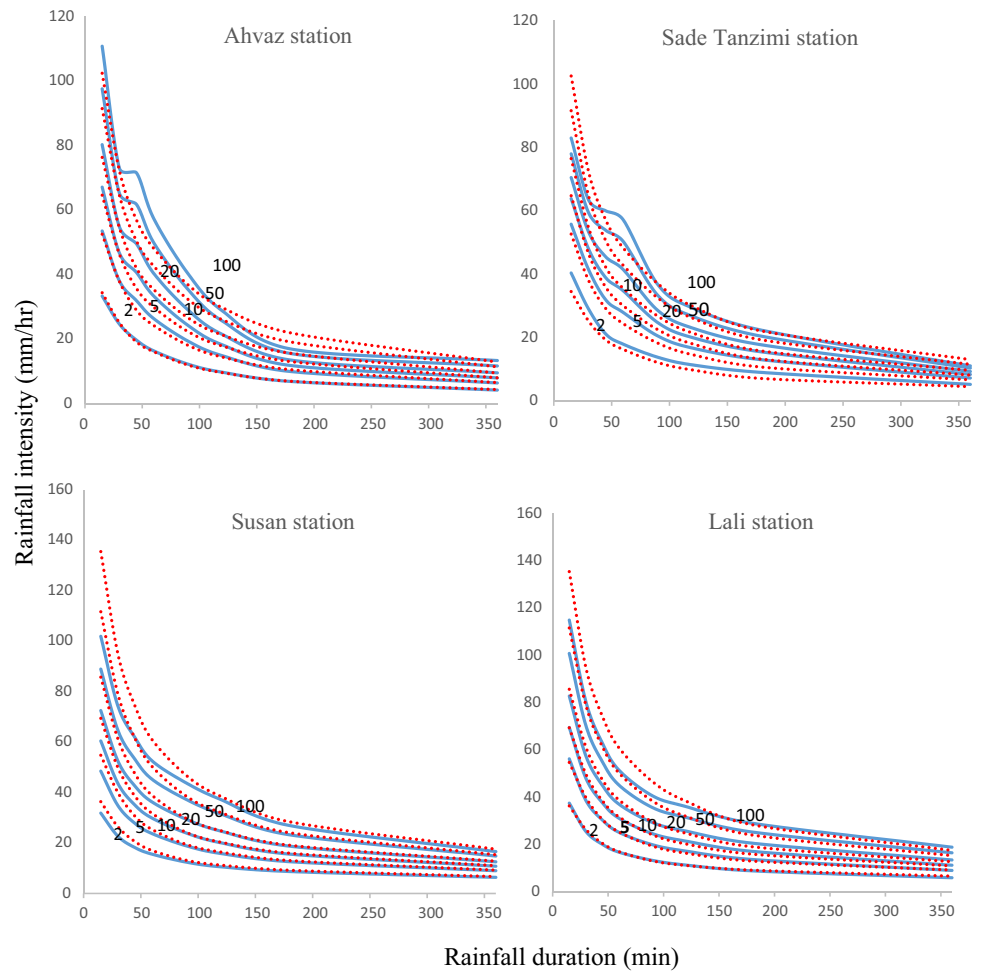 Rainfall intensity (mm/hr)
Ahvaz station
120
100
80
60
40
20
0
0 50 100 150 200 250 300 350
2 5 10 20 50 100
Sade Tanzimi station
120
100
80
60
40
20
0
0 50 100 150 200 250 300 350
2 5 10 20 50 100
Susan station
160
140
120
100
80
60
40
20
0
0 50 100 150 200 250 300 350
2 5 10 20 50 100
Lali station
160
140
120
100
80
60
40
20
0
0 50 100 150 200 250 300 350
2 5 10 20 50 100
Rainfall duration (min)